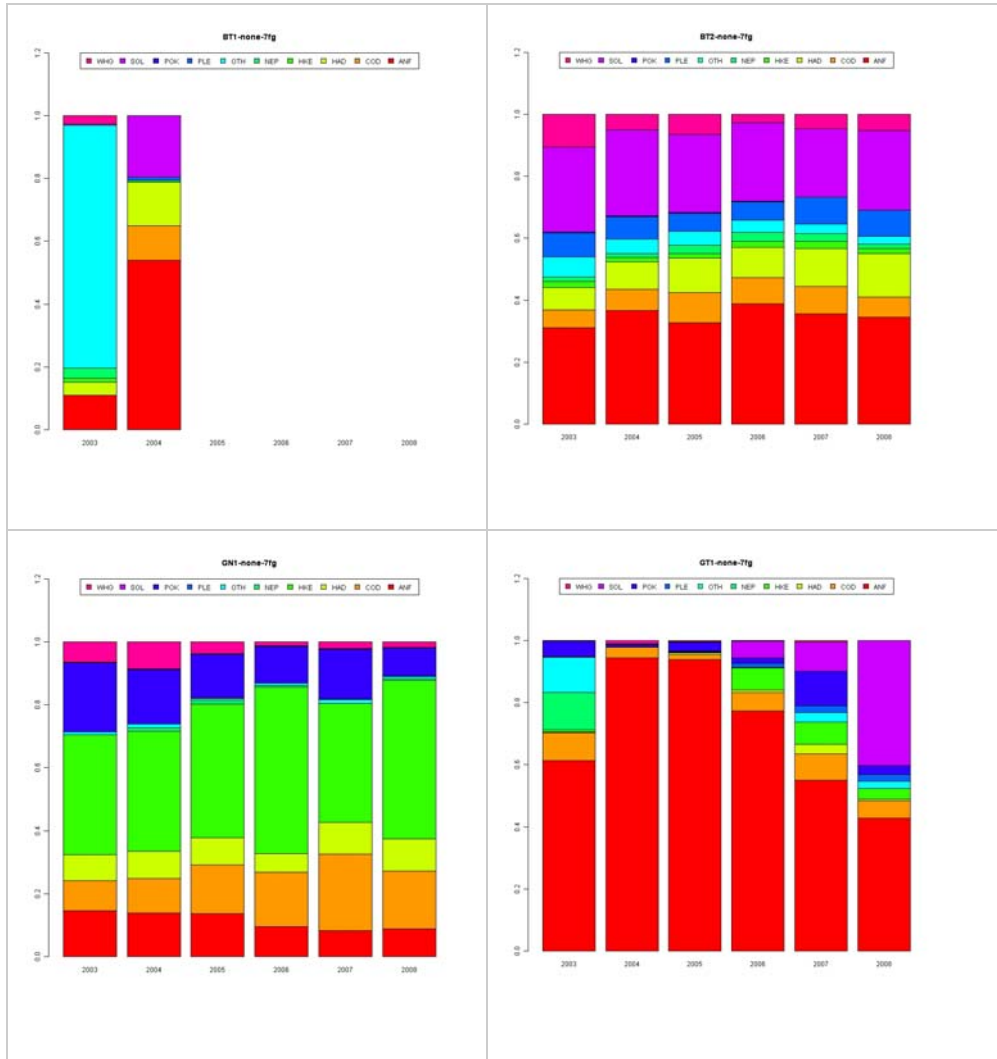 BT1-none-7fg
WHG SOL POK PLE OTH NEP HKE HAD COD ANF
1.2
1.0
0.8
0.6
0.4
0.2
0.0
2003 2004 2005 2006 2007 2008
BT2-none-7fg
WHG SOL POK PLE OTH NEP HKE HAD COD ANF
1.2
1.0
0.8
0.6
0.4
0.2
0.0
2003 2004 2005 2006 2007 2008
GN1-none-7fg
WHG SOL POK PLE OTH NEP HKE HAD COD ANF
1.2
1.0
0.8
0.6
0.4
0.2
0.0
2003 2004 2005 2006 2007 2008
GT1-none-7fg
WHG SOL POK PLE OTH NEP HKE HAD COD ANF
1.2
1.0
0.8
0.6
0.4
0.2
0.0
2003 2004 2005 2006 2007 2008